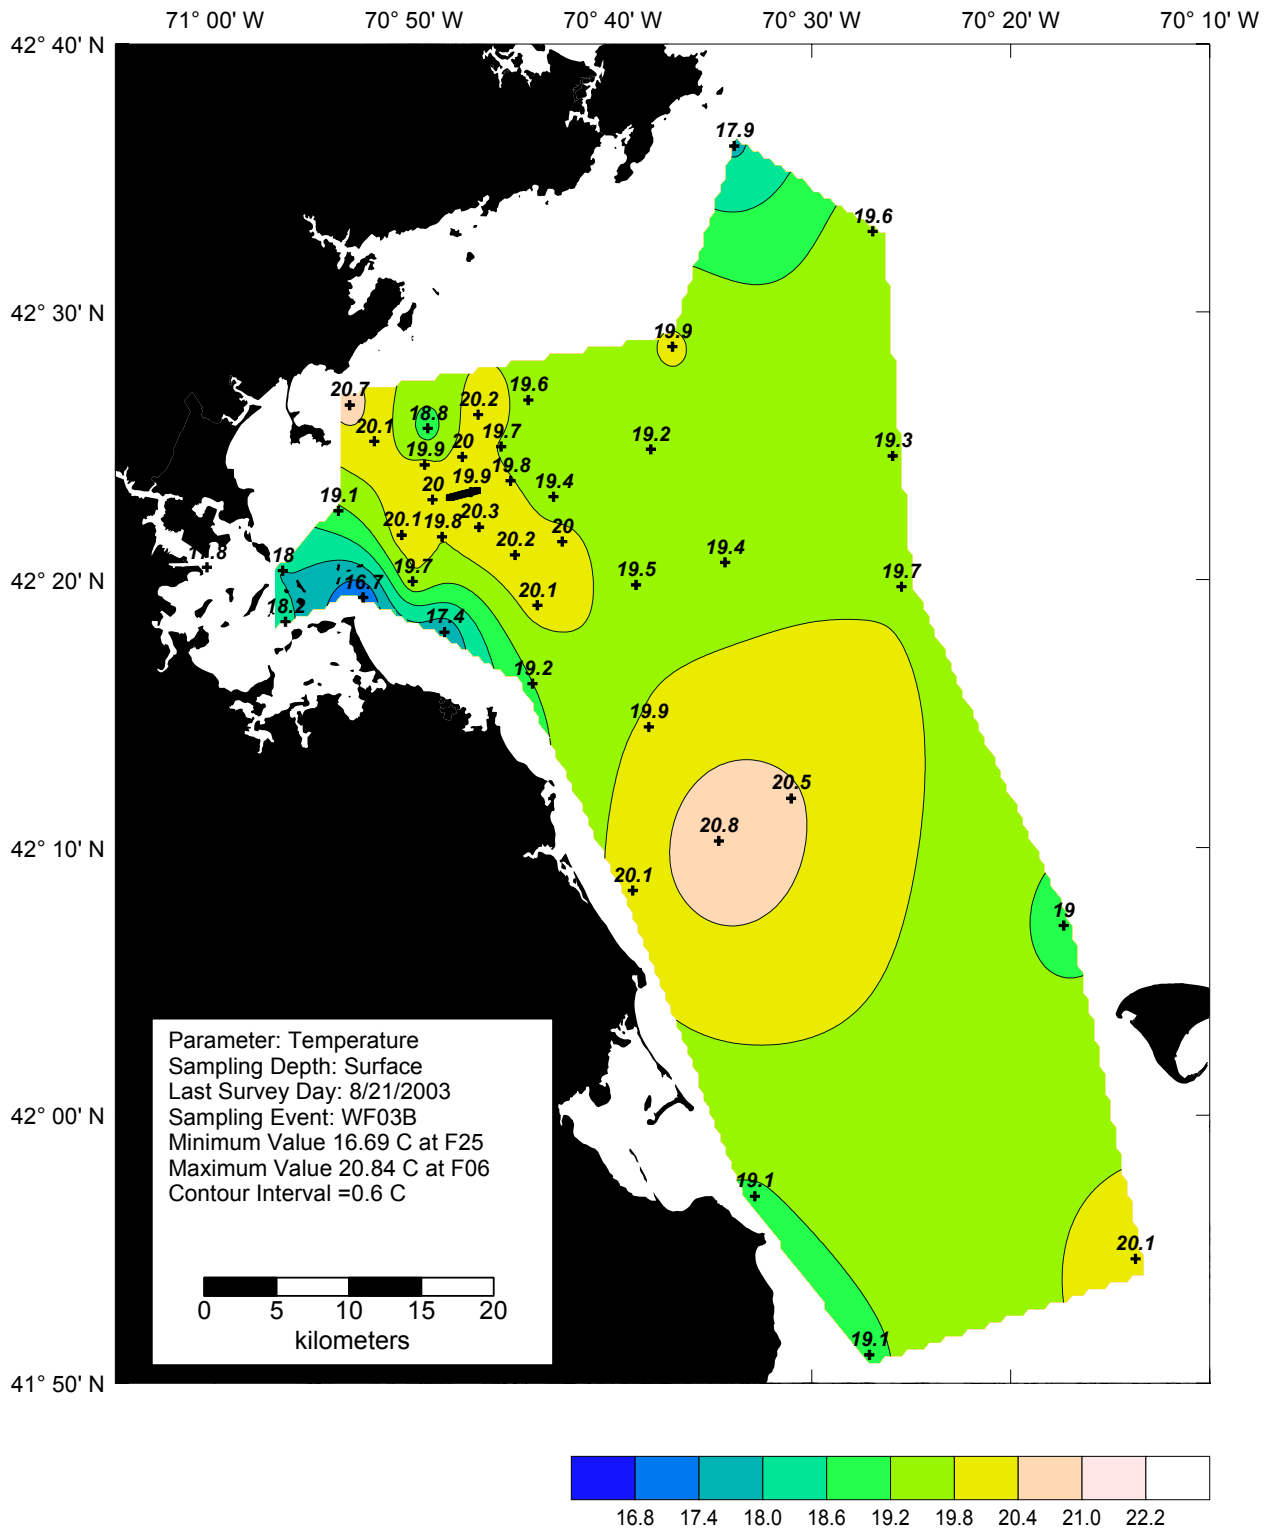 71° 00' W 70° 50' W 70° 40' W 70° 30' W 70° 20' W 70° 10' W
42° 40' N
17.9
19.6
42° 30' N
19.9
20.7
19.6
20.2
18.8
20.1
19.7
20
19.2
19.9
19.3
19.8
19.9
19.4
20
19.1
20.3
20.1
19.8
20
20.2
17.8
18
19.4
42° 20' N
19.7
19.5
19.7
16.7
20.1
18.2
17.4
19.2
19.9
20.5
20.8
42° 10' N
20.1
19
Parameter: Temperature
Sampling Depth: Surface
Last Survey Day: 8/21/2003
Sampling Event: WF03B
Minimum Value 16.69 C at F25
Maximum Value 20.84 C at F06
Contour Interval =0.6 C
42° 00' N
19.1
20.1
0 5 10 15 20
kilometers
19.1
41° 50' N
16.8 17.4 18.0 18.6 19.2 19.8 20.4 21.0 22.2